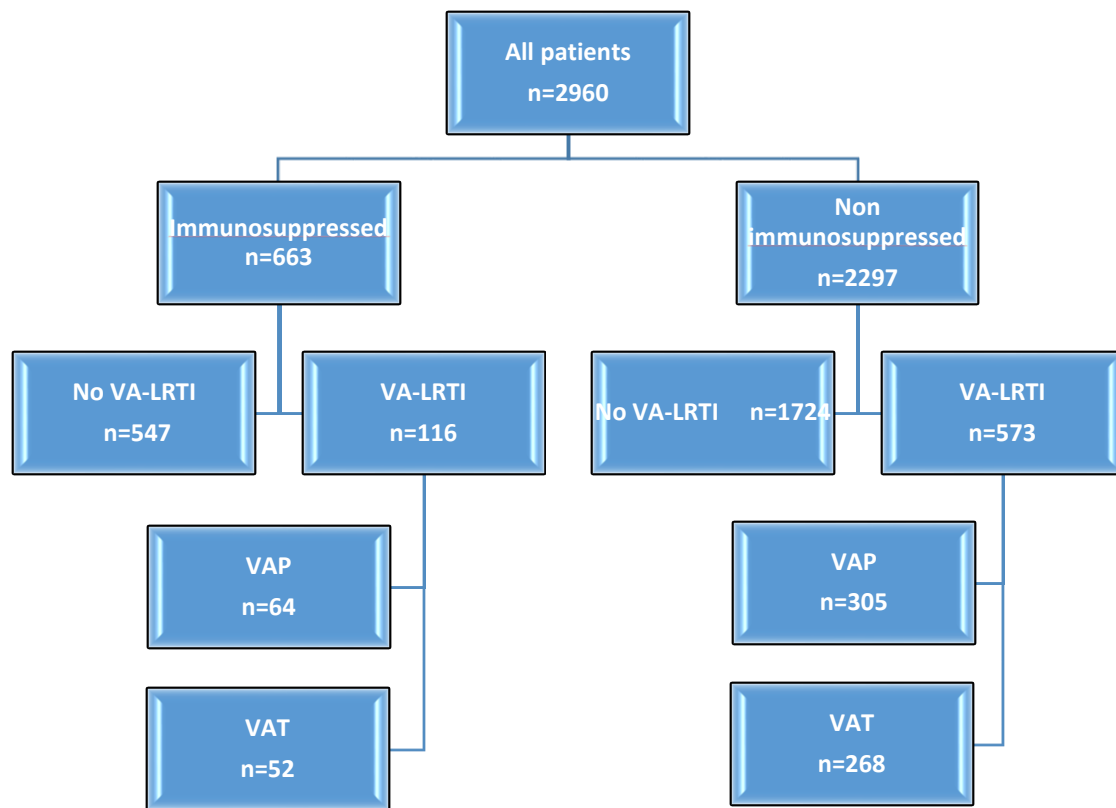 All patients
n=2960
Immunosuppressed
n=663
Non
immunosuppressed
n=2297
No VA-LRTI
n=547
VA-LRTI
n=116
No VA-LRTI n=1724
VA-LRTI
n=573
VAP
n=64
VAP
n=305
VAT
n=52
VAT
n=268